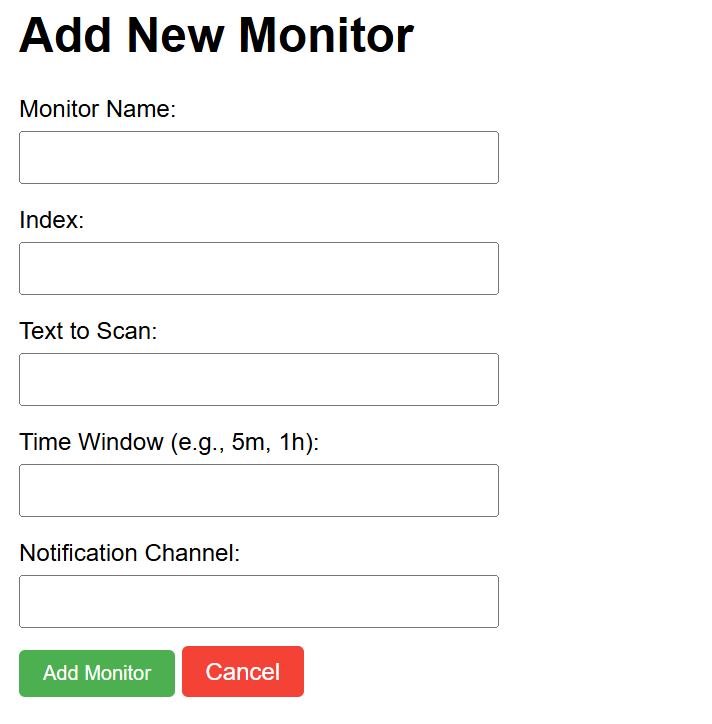 Add New Monitor
Monitor Name:
Index:
Text to Scan:
Time Window (e.g., 5m, 1h):
Notification Channel:
Add Monitor Cancel